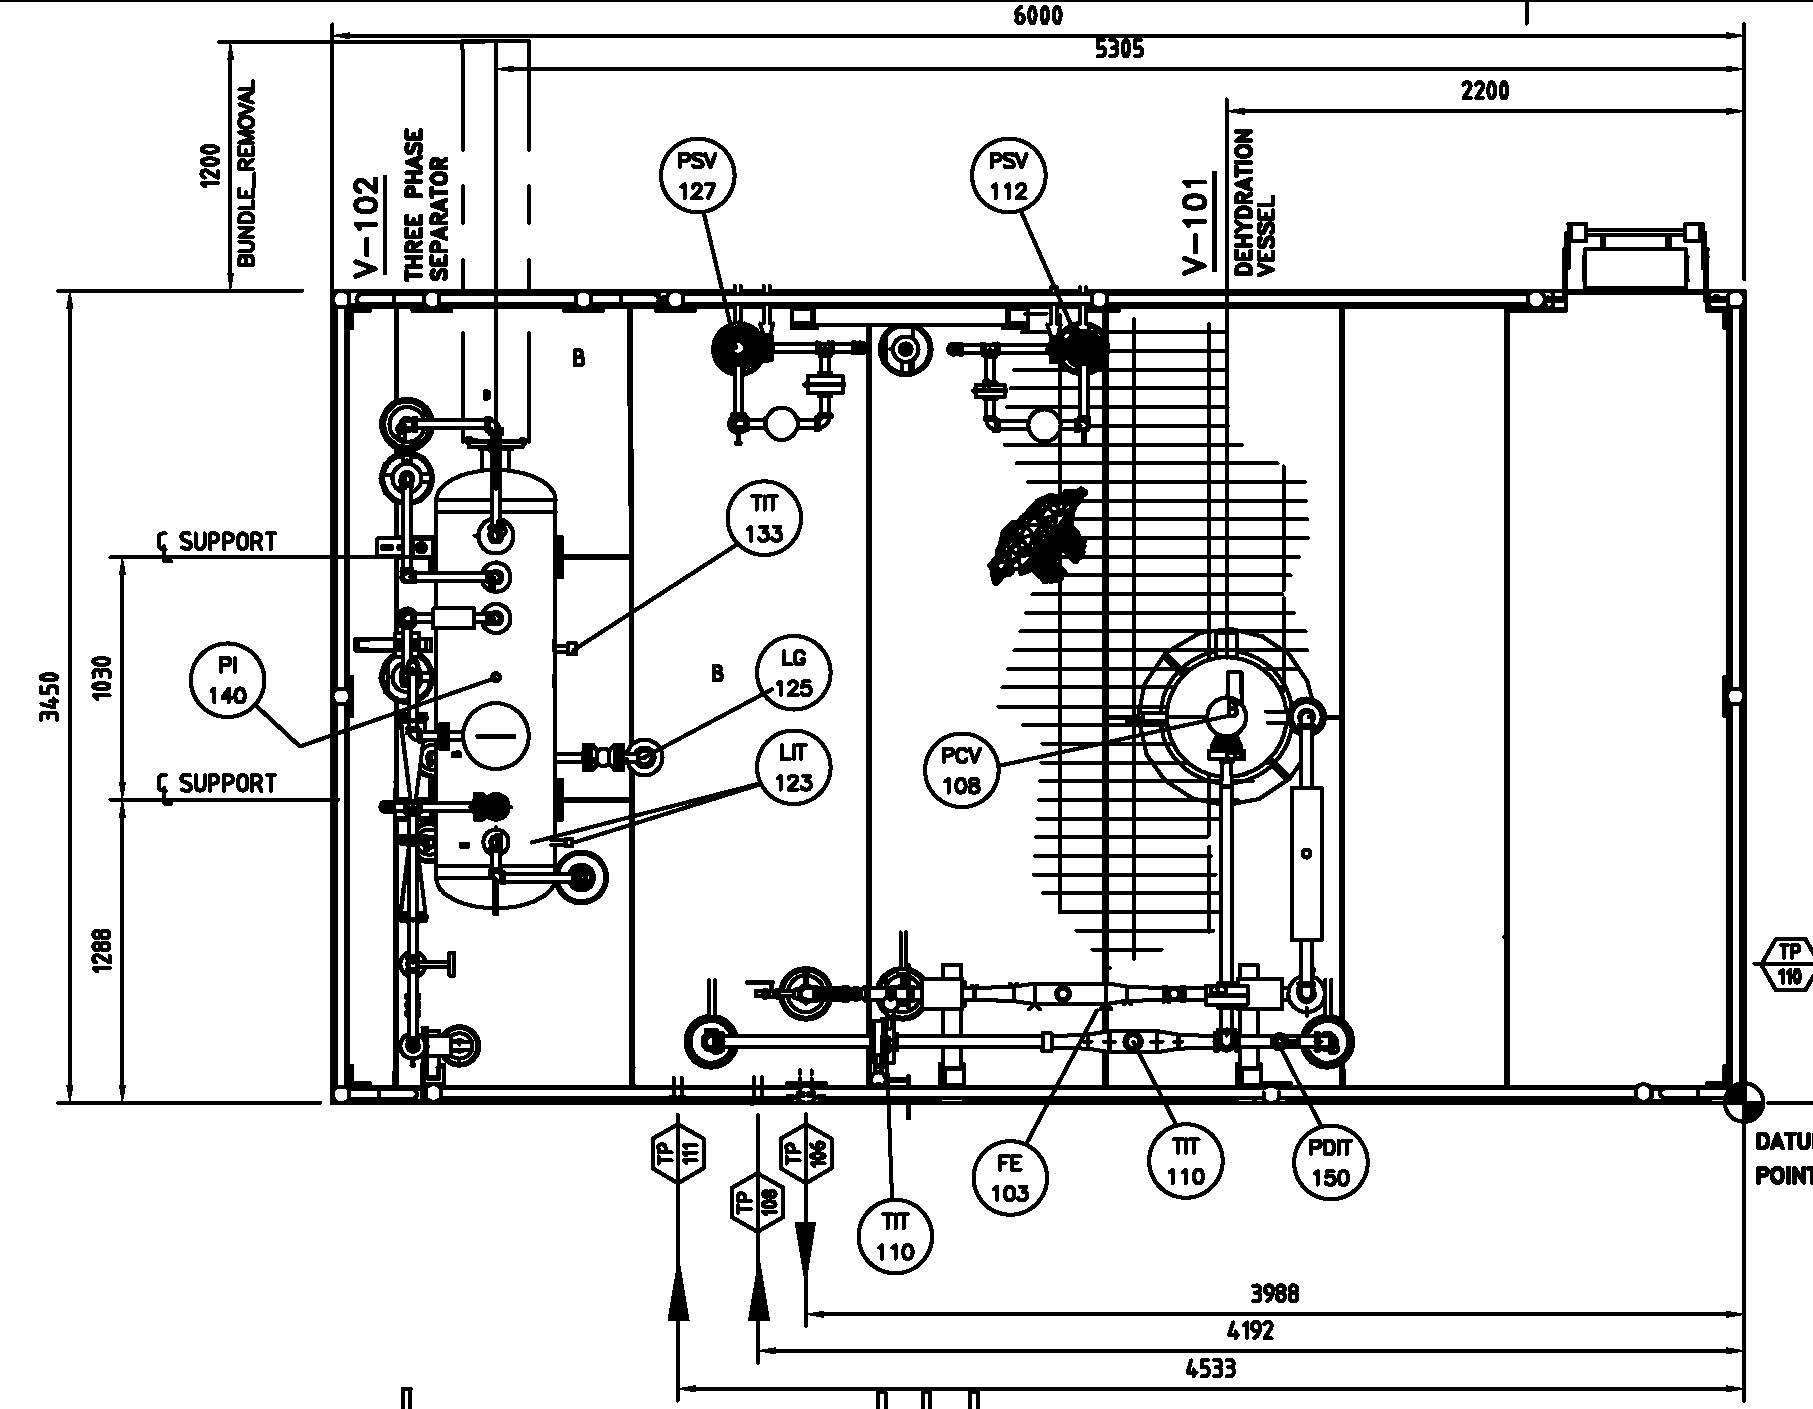 6000
5305
2200
1200
BUNDLE_REMOVAL
V-102
THREE PHASE
SEPARATOR
PSV
127
PSV
112
V-101
DEHYDRATION
VESSEL
B
TIT
133
℄ SUPPORT
3450
1030
PI
140
B
LG
125
LIT
123
PCV
108
℄ SUPPORT
1288
TP
110
DATU
POINT
TP
111
TP
108
TP
106
TIT
110
FE
103
TIT
110
PDIT
150
3988
4192
4533